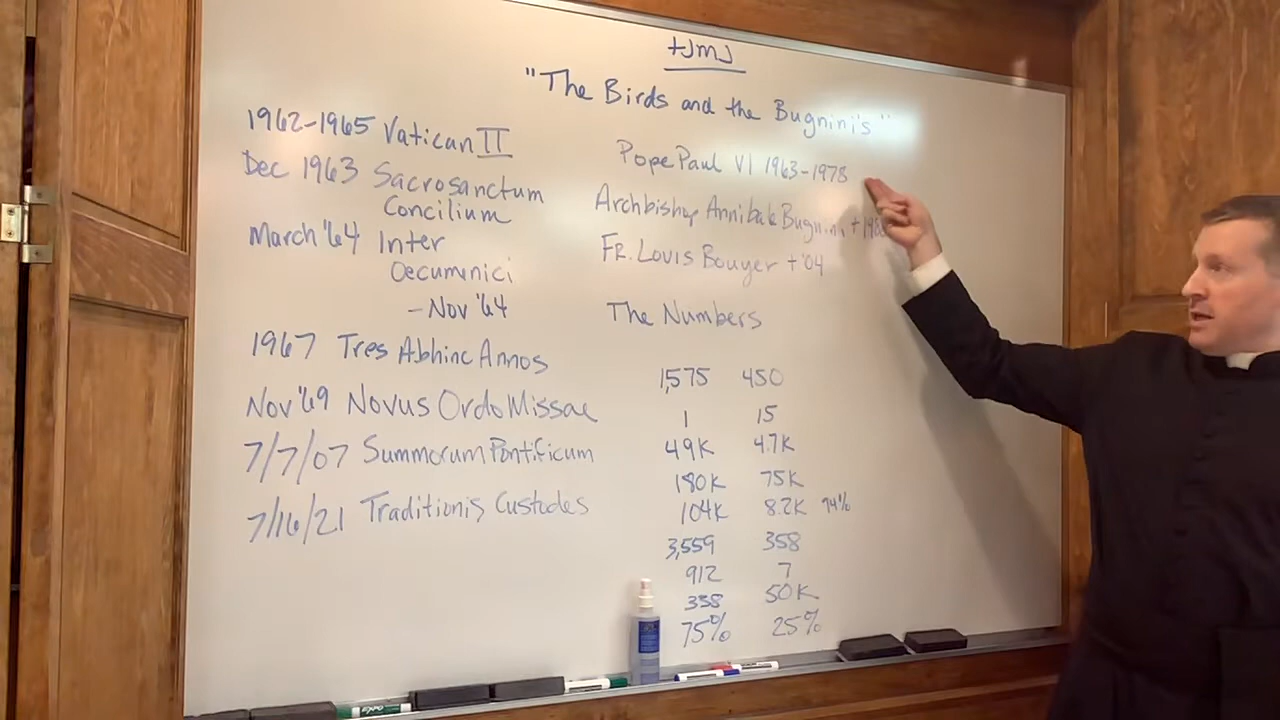 +JMJ
"The Birds and the Bugnini's"
1962-1965 Vatican II
Dec 1963 Sacrosanctum
Concilium
March '64 Inter
Oecumenici
- Nov '64
1967 Tres Abhinc Annos
Nov '69 Novus Ordo Missae
7/7/07 Summorum Pontificum
7/16/21 Traditionis Custodes
Pope Paul VI 1963-1978
Archbishop Annibale Bugnini +198
Fr. Louis Bouyer + '04
The Numbers
1,575 450
1 15
49K 4.7K
180K 75K
104K 8.2K 94%
3,559 358
912 7
338 50K
75% 25%